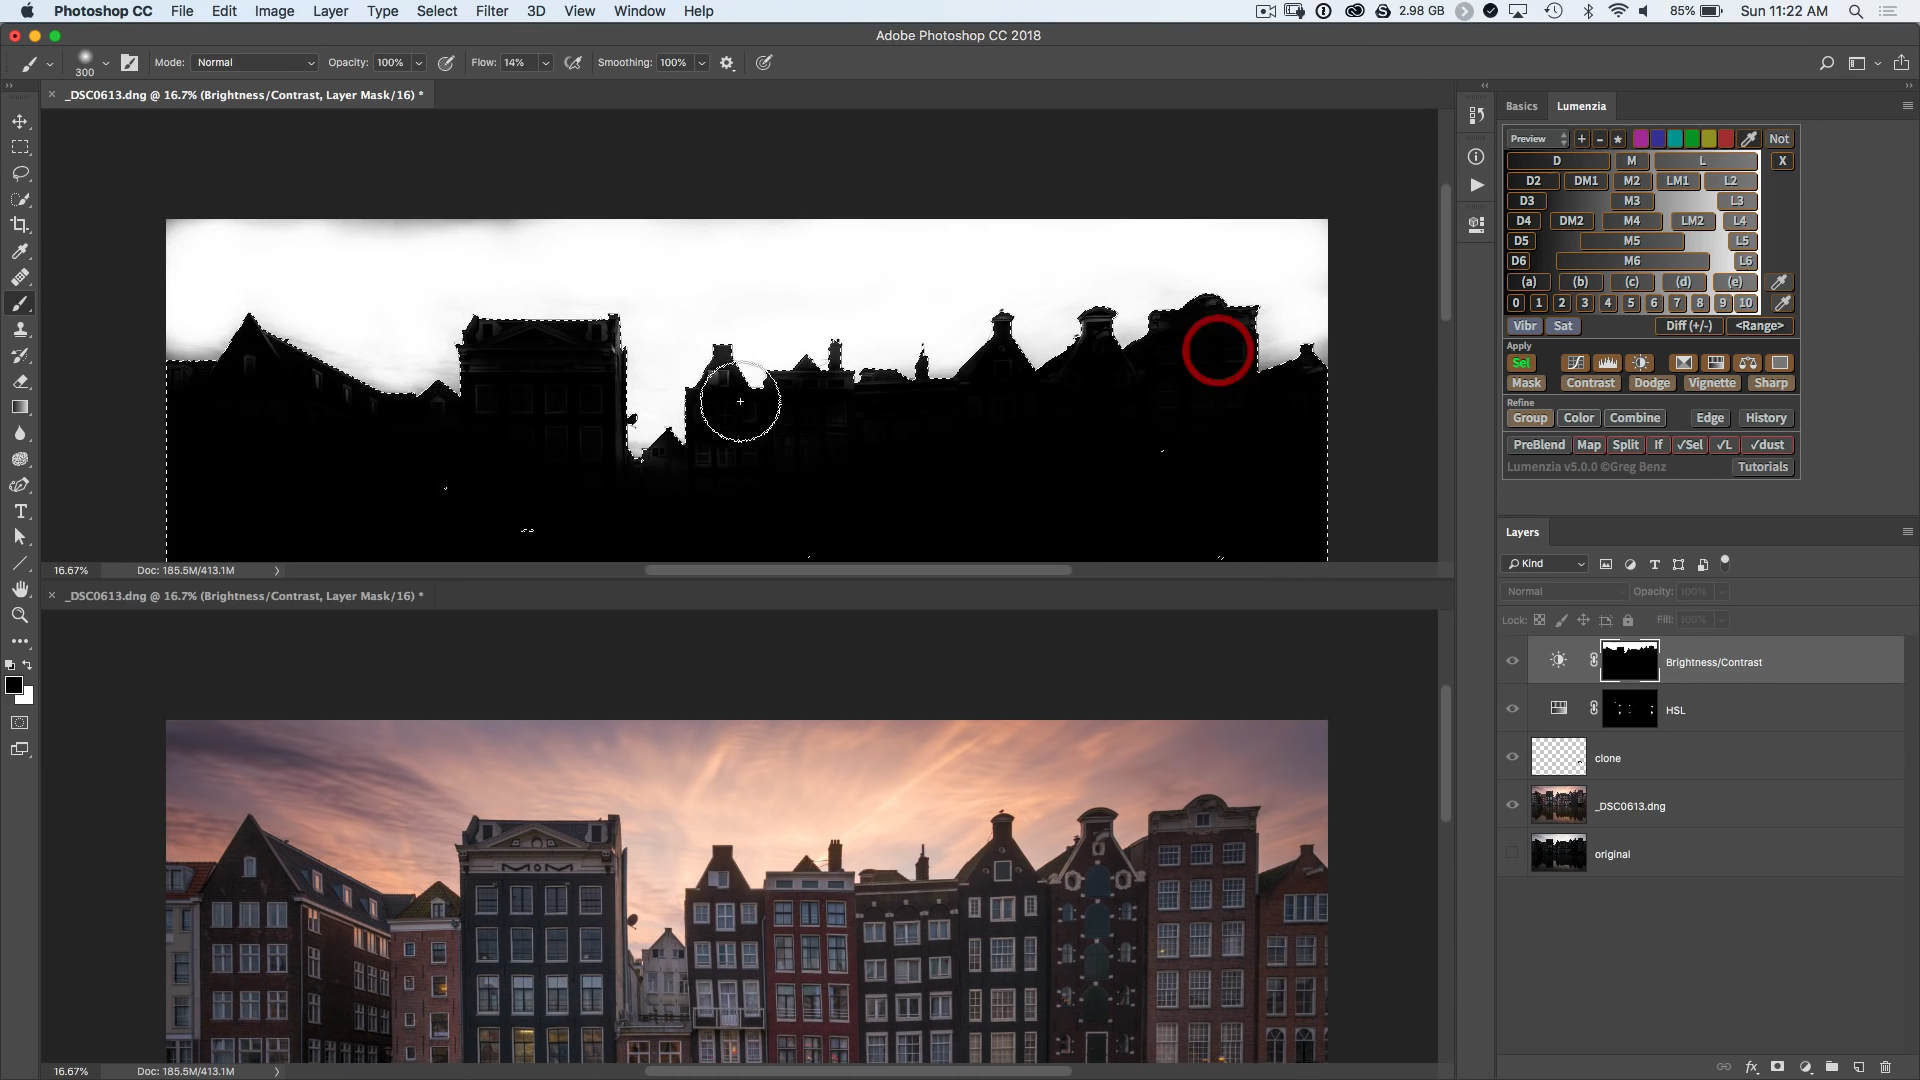 Photoshop CC File Edit Image Layer Type Select Filter 3D View Window Help 2.98 GB 85% Sun 11:22 AM
Adobe Photoshop CC 2018
300 Mode: Normal Opacity: 100% Flow: 14% Smoothing: 100%
_DSC0613.dng @ 16.7% (Brightness/Contrast, Layer Mask/16) *
16.67% Doc: 185.5M/413.1M
_DSC0613.dng @ 16.7% (Brightness/Contrast, Layer Mask/16) *
16.67% Doc: 185.5M/413.1M
Basics Lumenzia
Preview + - * Not
D M L X
D2 DM1 M2 LM1 L2
D3 M3 L3
D4 DM2 M4 LM2 L4
D5 M5 L5
D6 M6 L6
(a) (b) (c) (d) (e)
0 1 2 3 4 5 6 7 8 9 10
Vibr Sat Diff (+/-) <Range>
Apply
Sel
Mask Contrast Dodge Vignette Sharp
Refine
Group Color Combine Edge History
PreBlend Map Split If √Sel √L √dust
Lumenzia v5.0.0 ©Greg Benz Tutorials
Layers
Kind
Normal Opacity: 100%
Lock: Fill: 100%
Brightness/Contrast
HSL
clone
_DSC0613.dng
original